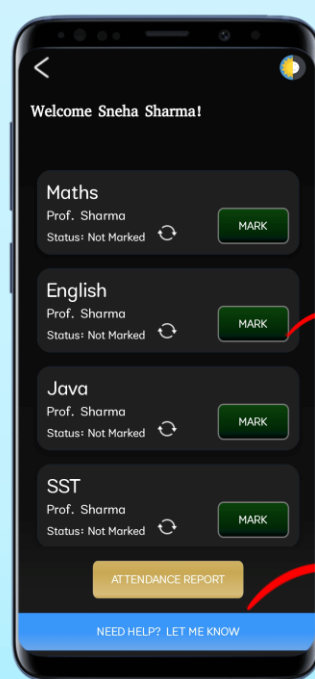 Welcome Sneha Sharma!
Maths
Prof. Sharma
Status: Not Marked
MARK
English
Prof. Sharma
Status: Not Marked
MARK
Java
Prof. Sharma
Status: Not Marked
MARK
SST
Prof. Sharma
Status: Not Marked
MARK
ATTENDANCE REPORT
NEED HELP? LET ME KNOW